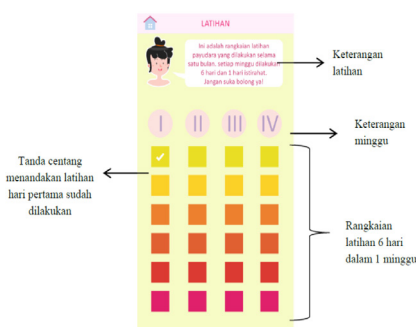 LATIHAN
Ini adalah rangkaian latihan
payudara yang dilakukan selama
satu bulan, setiap minggu dilakukan
6 hari dan 1 hari istirahat.
Jangan suka bolong ya!
Keterangan
latihan
I II III IV
Keterangan
minggu
Tanda centang
menandakan latihan
hari pertama sudah
dilakukan
Rangkaian
latihan 6 hari
dalam 1 minggu